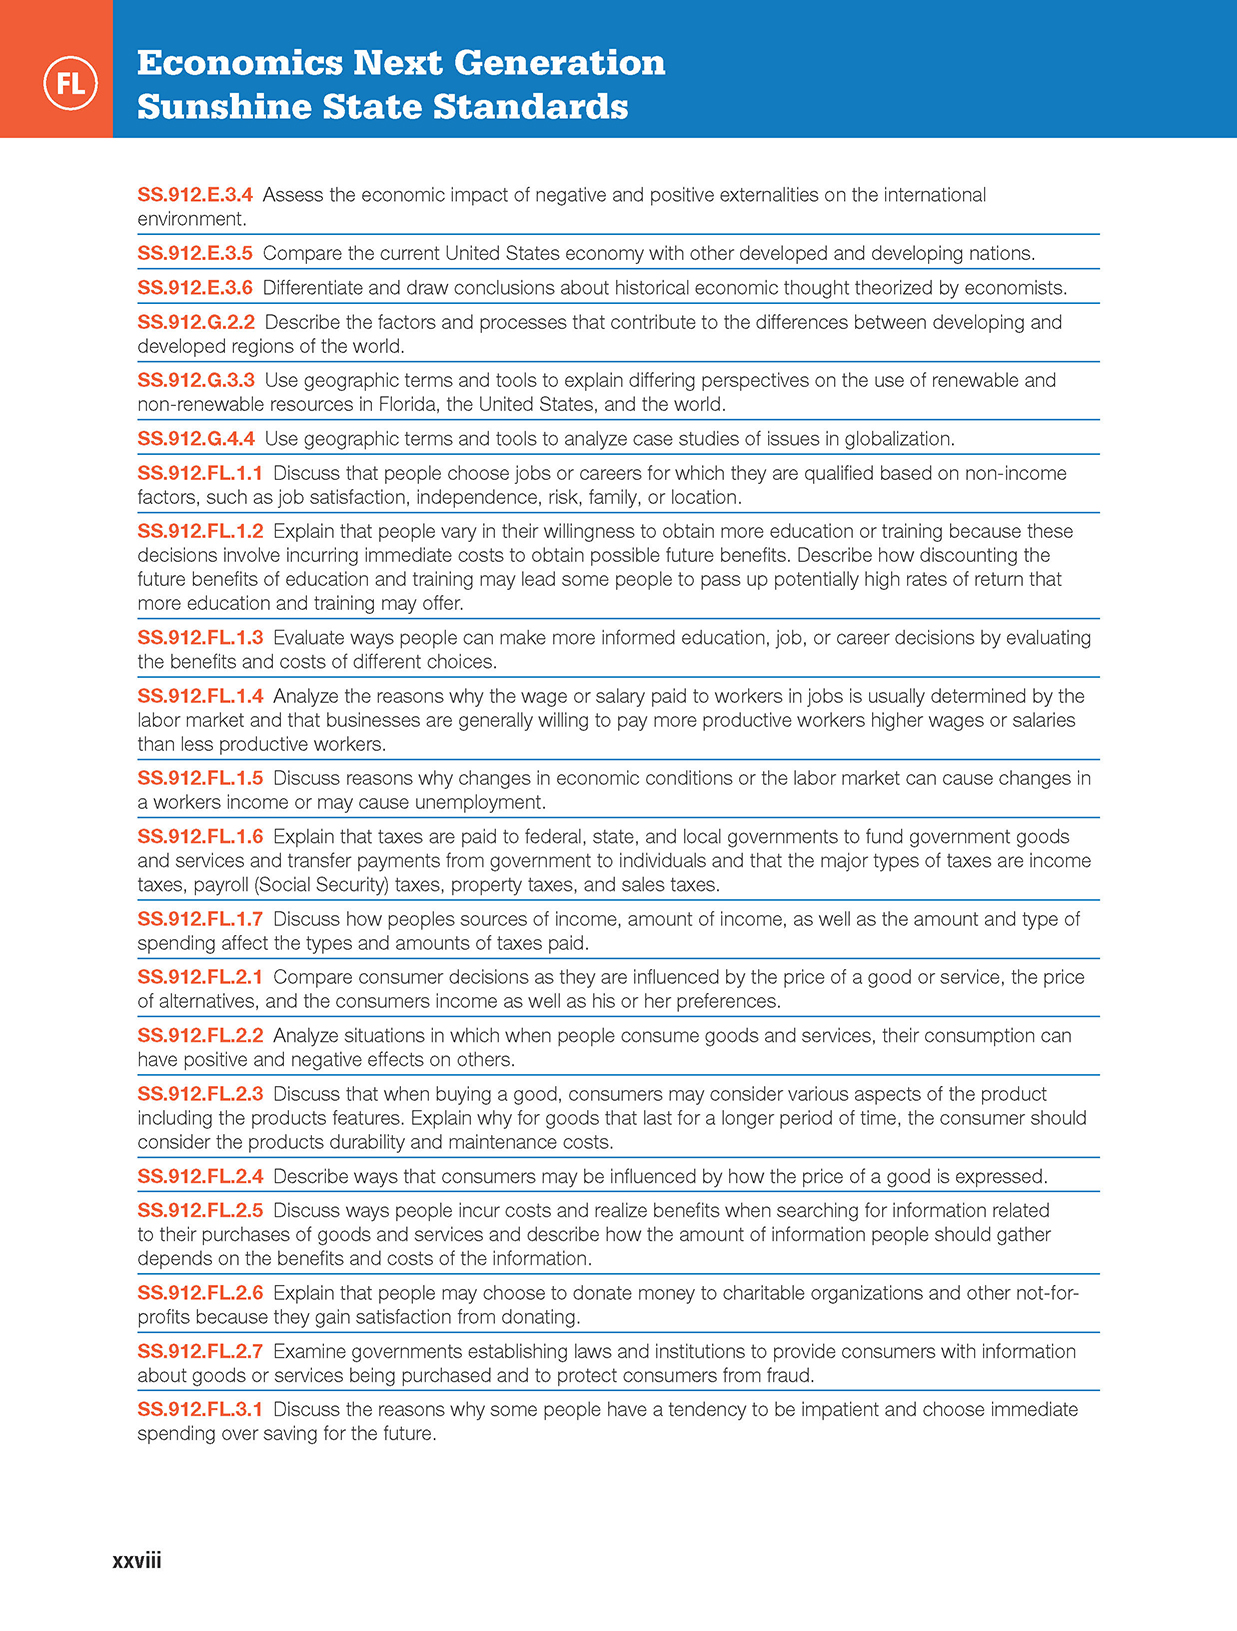 FL
Economics Next Generation
Sunshine State Standards
SS.912.E.3.4 Assess the economic impact of negative and positive externalities on the international
environment.
SS.912.E.3.5 Compare the current United States economy with other developed and developing nations.
SS.912.E.3.6 Differentiate and draw conclusions about historical economic thought theorized by economists.
SS.912.G.2.2 Describe the factors and processes that contribute to the differences between developing and
developed regions of the world.
SS.912.G.3.3 Use geographic terms and tools to explain differing perspectives on the use of renewable and
non-renewable resources in Florida, the United States, and the world.
SS.912.G.4.4 Use geographic terms and tools to analyze case studies of issues in globalization.
SS.912.FL.1.1 Discuss that people choose jobs or careers for which they are qualified based on non-income
factors, such as job satisfaction, independence, risk, family, or location.
SS.912.FL.1.2 Explain that people vary in their willingness to obtain more education or training because these
decisions involve incurring immediate costs to obtain possible future benefits. Describe how discounting the
future benefits of education and training may lead some people to pass up potentially high rates of return that
more education and training may offer.
SS.912.FL.1.3 Evaluate ways people can make more informed education, job, or career decisions by evaluating
the benefits and costs of different choices.
SS.912.FL.1.4 Analyze the reasons why the wage or salary paid to workers in jobs is usually determined by the
labor market and that businesses are generally willing to pay more productive workers higher wages or salaries
than less productive workers.
SS.912.FL.1.5 Discuss reasons why changes in economic conditions or the labor market can cause changes in
a workers income or may cause unemployment.
SS.912.FL.1.6 Explain that taxes are paid to federal, state, and local governments to fund government goods
and services and transfer payments from government to individuals and that the major types of taxes are income
taxes, payroll (Social Security) taxes, property taxes, and sales taxes.
SS.912.FL.1.7 Discuss how peoples sources of income, amount of income, as well as the amount and type of
spending affect the types and amounts of taxes paid.
SS.912.FL.2.1 Compare consumer decisions as they are influenced by the price of a good or service, the price
of alternatives, and the consumers income as well as his or her preferences.
SS.912.FL.2.2 Analyze situations in which when people consume goods and services, their consumption can
have positive and negative effects on others.
SS.912.FL.2.3 Discuss that when buying a good, consumers may consider various aspects of the product
including the products features. Explain why for goods that last for a longer period of time, the consumer should
consider the products durability and maintenance costs.
SS.912.FL.2.4 Describe ways that consumers may be influenced by how the price of a good is expressed.
SS.912.FL.2.5 Discuss ways people incur costs and realize benefits when searching for information related
to their purchases of goods and services and describe how the amount of information people should gather
depends on the benefits and costs of the information.
SS.912.FL.2.6 Explain that people may choose to donate money to charitable organizations and other not-for-
profits because they gain satisfaction from donating.
SS.912.FL.2.7 Examine governments establishing laws and institutions to provide consumers with information
about goods or services being purchased and to protect consumers from fraud.
SS.912.FL.3.1 Discuss the reasons why some people have a tendency to be impatient and choose immediate
spending over saving for the future.
xxviii